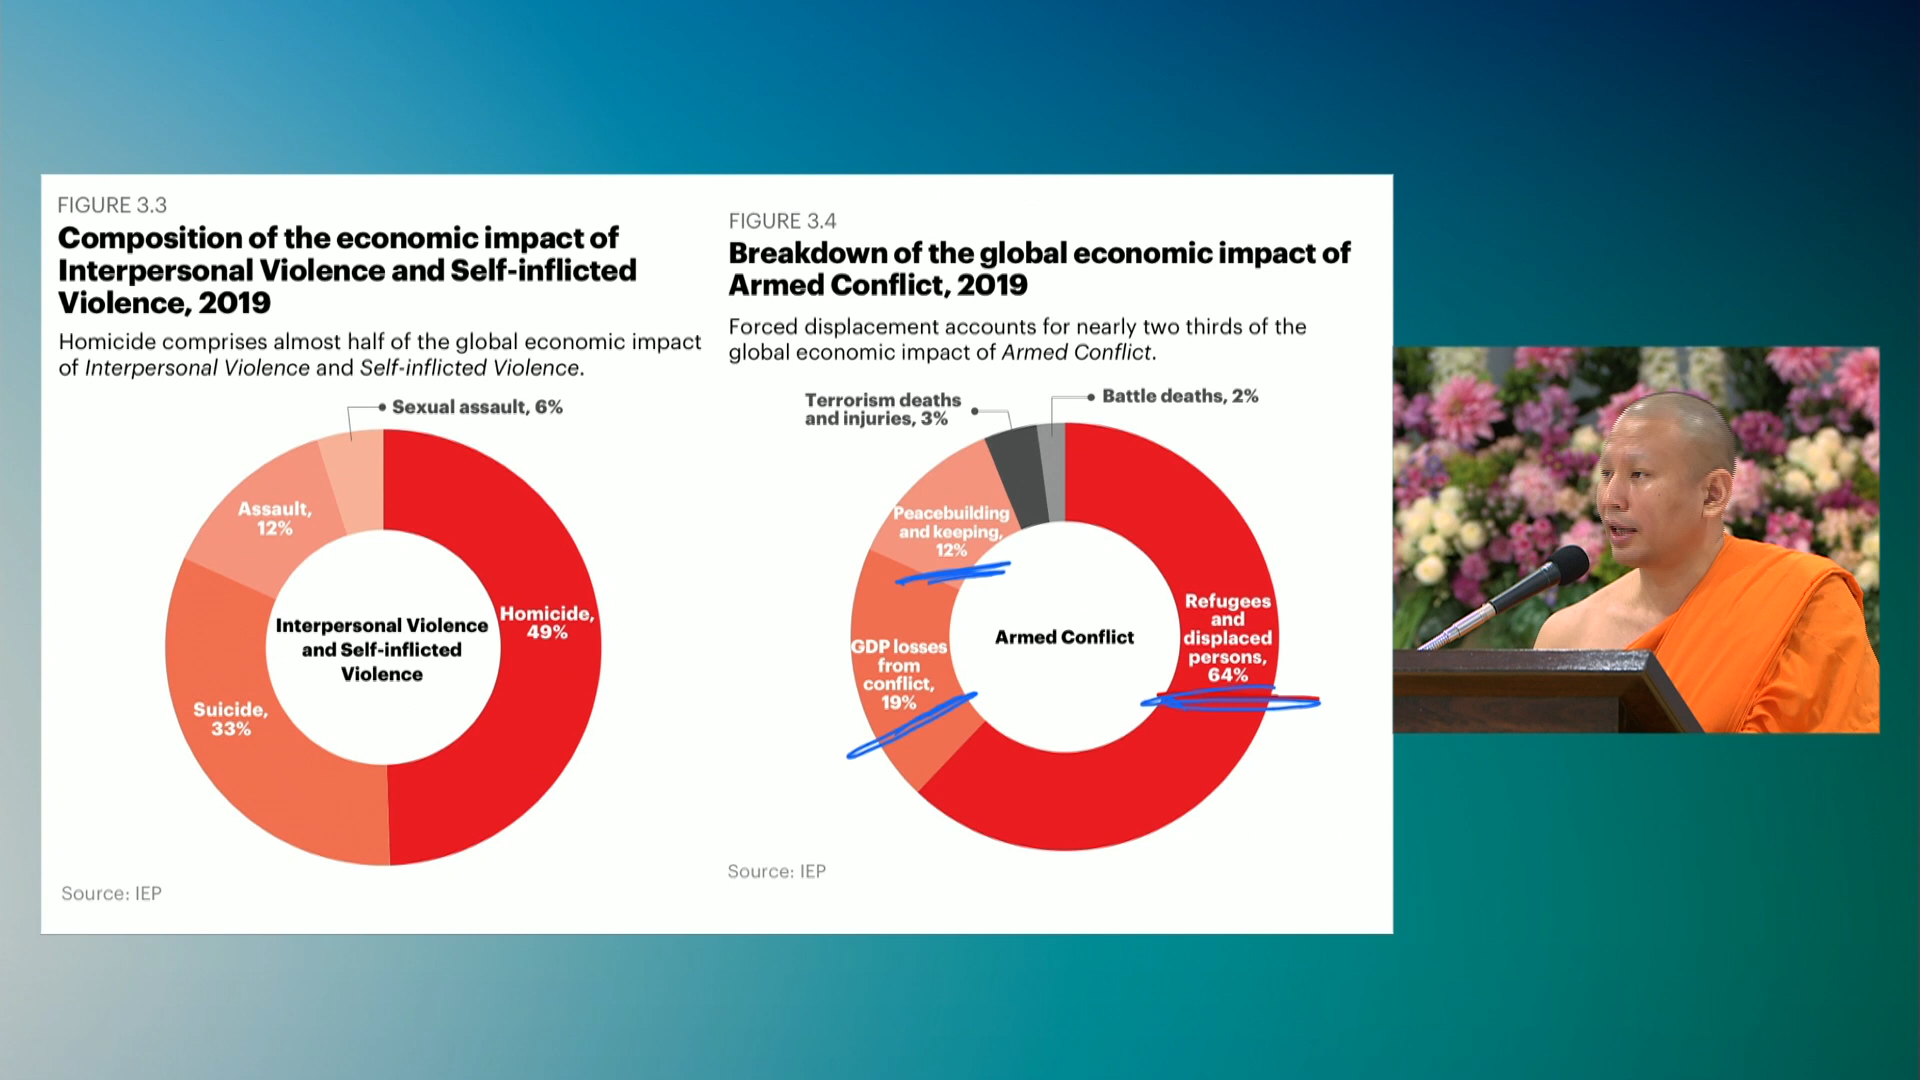 FIGURE 3.3
Composition of the economic impact of
Interpersonal Violence and Self-inflicted
Violence, 2019
Homicide comprises almost half of the global economic impact
of Interpersonal Violence and Self-inflicted Violence.
Sexual assault, 6%
Assault,
12%
Homicide,
49%
Interpersonal Violence
and Self-inflicted
Violence
Suicide,
33%
Source: IEP
FIGURE 3.4
Breakdown of the global economic impact of
Armed Conflict, 2019
Forced displacement accounts for nearly two thirds of the
global economic impact of Armed Conflict.
Terrorism deaths
and injuries, 3%
Battle deaths, 2%
Peacebuilding
and keeping,
12%
Refugees
and
displaced
persons,
64%
Armed Conflict
GDP losses
from
conflict,
19%
Source: IEP